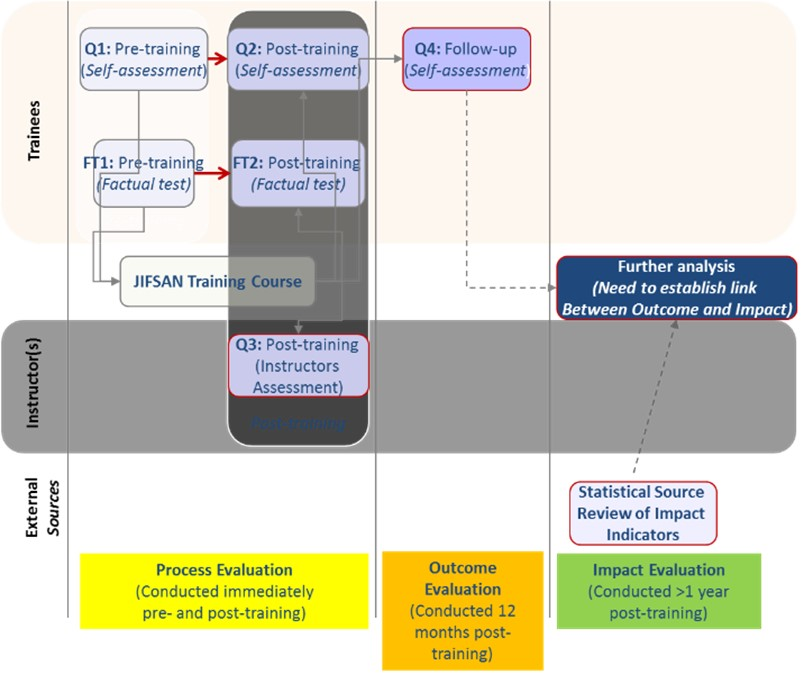 Trainees
Q1: Pre-training
(Self-assessment)
Q2: Post-training
(Self-assessment)
Q4: Follow-up
(Self-assessment)
FT1: Pre-training
(Factual test)
FT2: Post-training
(Factual test)
JIFSAN Training Course
Further analysis
(Need to establish link
Between Outcome and Impact)
Instructor(s)
Q3: Post-training
(Instructors
Assessment)
Post-training
External
Sources
Statistical Source
Review of Impact
Indicators
Process Evaluation
(Conducted immediately
pre- and post-training)
Outcome
Evaluation
(Conducted 12
months post-
training)
Impact Evaluation
(Conducted >1 year
post-training)